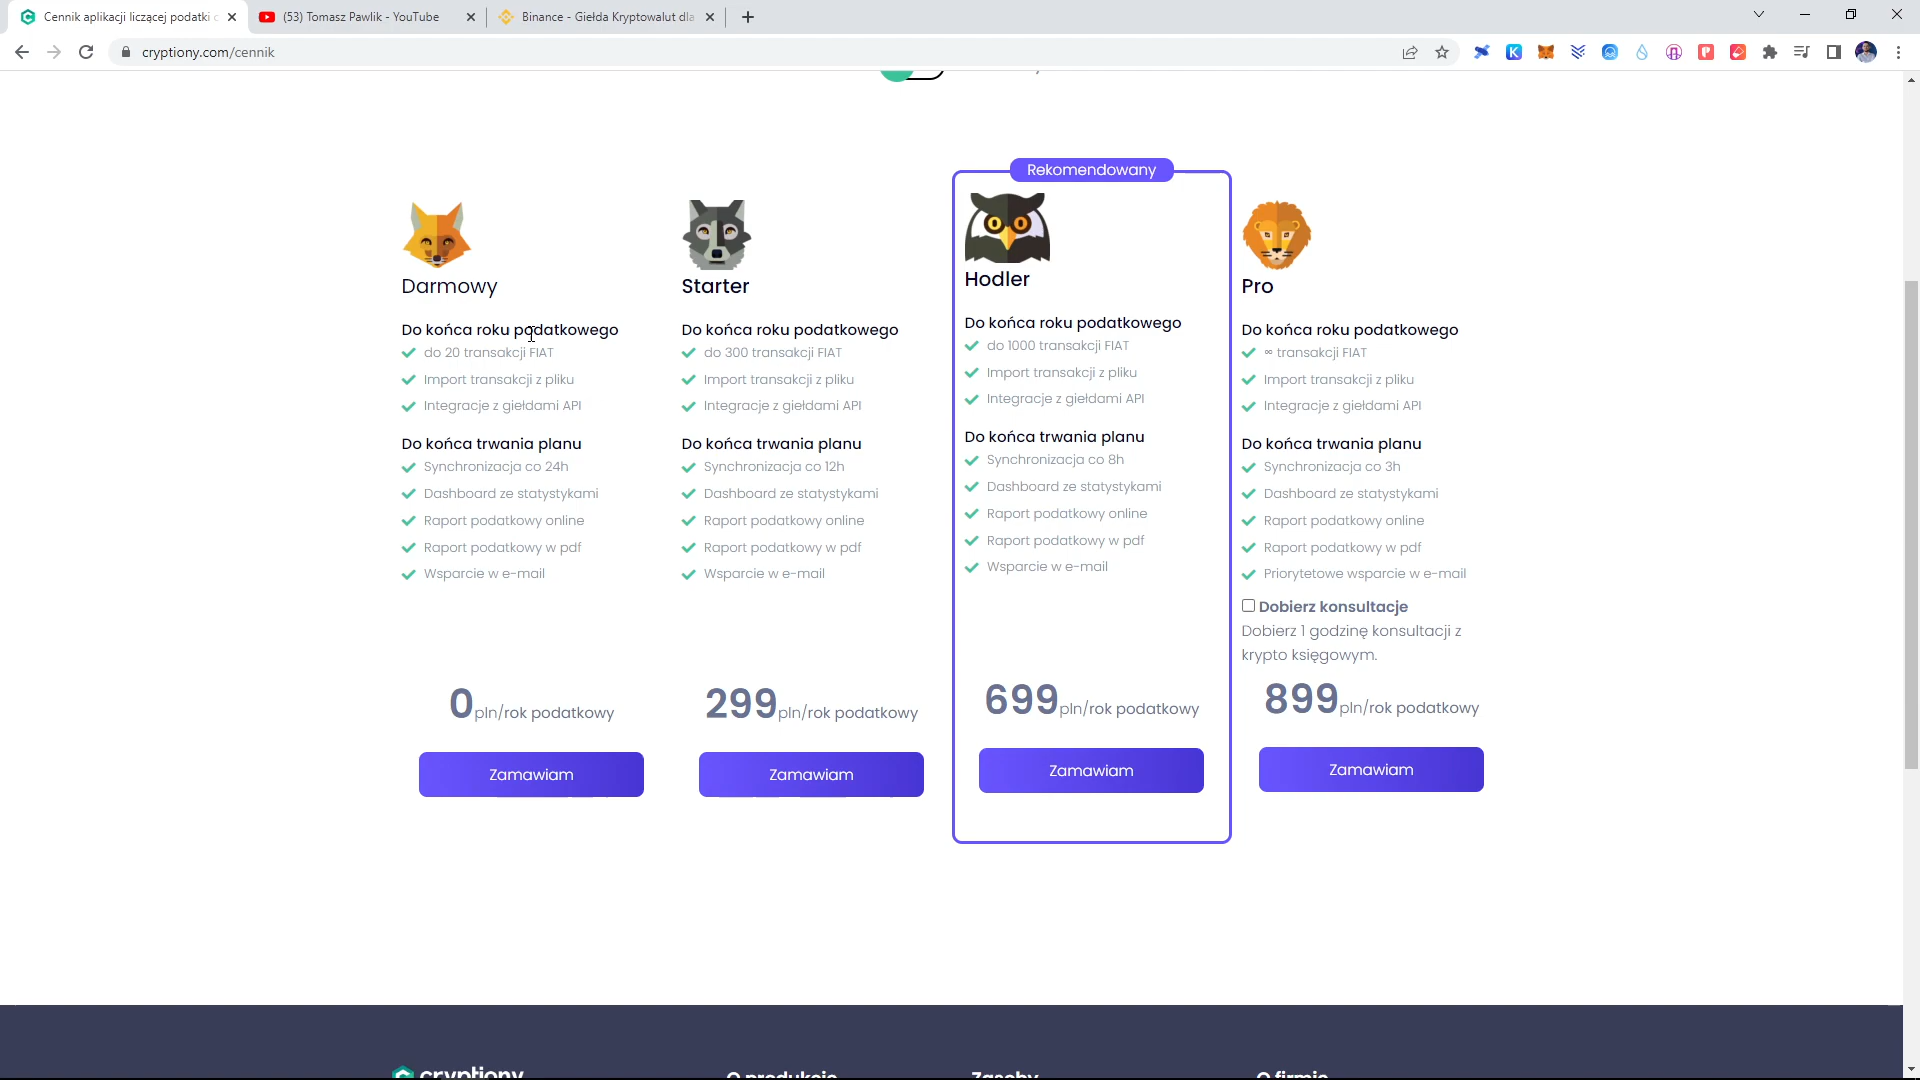 Cennik aplikacji liczącej podatki
(53) Tomasz Pawlik - YouTube
Binance - Giełda Kryptowalut dla
cryptiony.com/cennik
Rekomendowany
Darmowy
Do końca roku podatkowego
do 20 transakcji FIAT
Import transakcji z pliku
Integracje z giełdami API
Do końca trwania planu
Synchronizacja co 24h
Dashboard ze statystykami
Raport podatkowy online
Raport podatkowy w pdf
Wsparcie w e-mail
0pln/rok podatkowy
Zamawiam
Starter
Do końca roku podatkowego
do 300 transakcji FIAT
Import transakcji z pliku
Integracje z giełdami API
Do końca trwania planu
Synchronizacja co 12h
Dashboard ze statystykami
Raport podatkowy online
Raport podatkowy w pdf
Wsparcie w e-mail
299pln/rok podatkowy
Zamawiam
Hodler
Do końca roku podatkowego
do 1000 transakcji FIAT
Import transakcji z pliku
Integracje z giełdami API
Do końca trwania planu
Synchronizacja co 8h
Dashboard ze statystykami
Raport podatkowy online
Raport podatkowy w pdf
Wsparcie w e-mail
699pln/rok podatkowy
Zamawiam
Pro
Do końca roku podatkowego
∞ transakcji FIAT
Import transakcji z pliku
Integracje z giełdami API
Do końca trwania planu
Synchronizacja co 3h
Dashboard ze statystykami
Raport podatkowy online
Raport podatkowy w pdf
Priorytetowe wsparcie w e-mail
Dobierz konsultacje
Dobierz 1 godzinę konsultacji z
krypto księgowym.
899pln/rok podatkowy
Zamawiam
cryptiony
O produkcie
Zasoby
O firmie